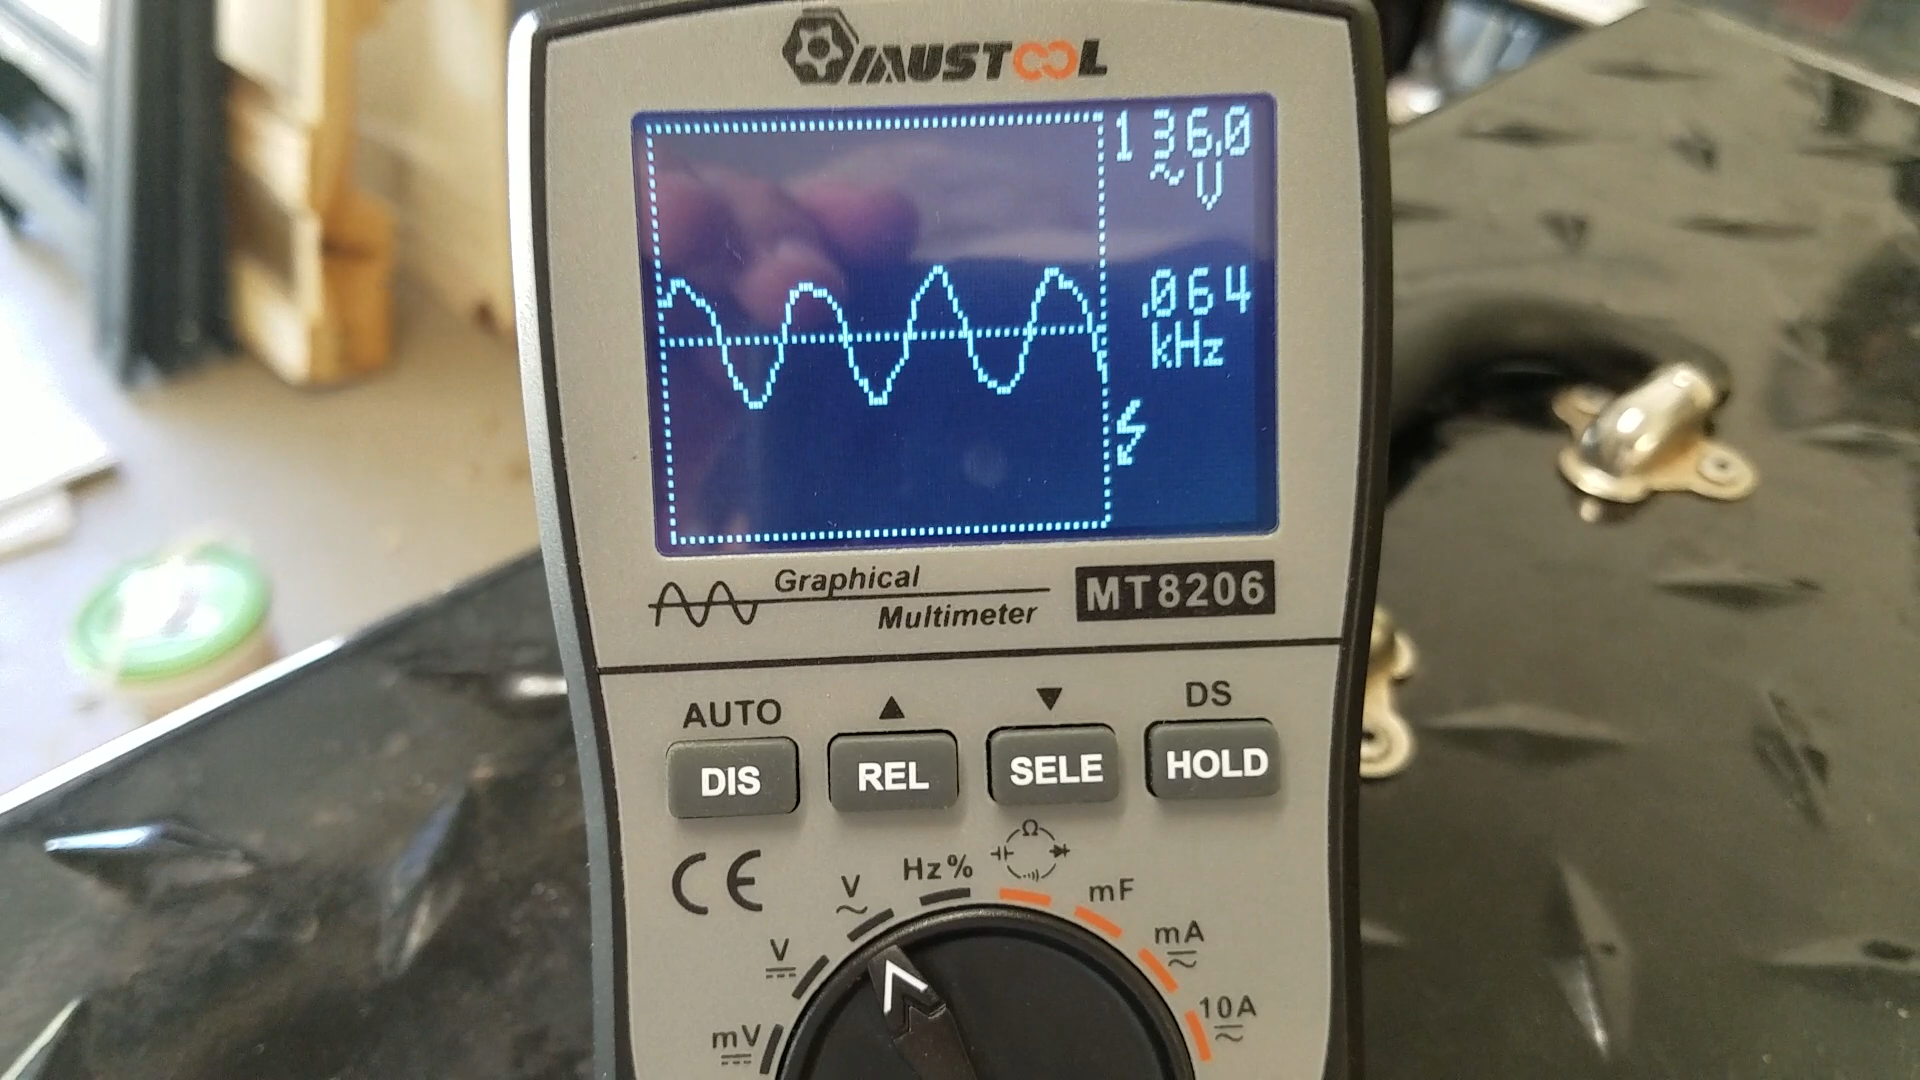 MUSTOOL
136.0
~ V
.064
kHz
Graphical
Multimeter
MT8206
AUTO
DS
DIS
REL
SELE
HOLD
CE
Hz%
Ω
V
mF
V
mA
mV
10A